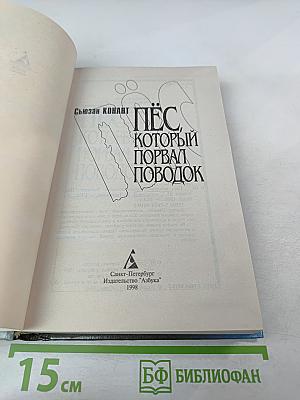 Сьюзан КОНАНТ
ПЁС,
КОТОРЫЙ
ПОРВАЛ
ПОВОДОК
Санкт-Петербург
Издательство "Азбука"
1998
15 см
БФ БИБЛИОФАН